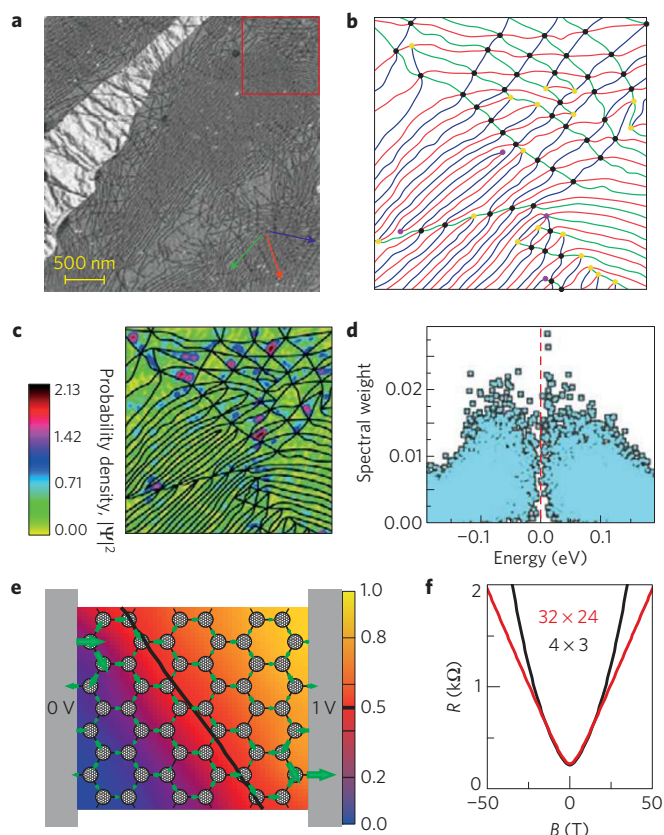 a
500 nm
b
c
2.13
1.42
0.71
0.00
Probability density, |Ψ|²
d
Spectral weight
0.02
0.01
0.00
−0.1
0.0
0.1
Energy (eV)
e
0 V
1 V
1.0
0.8
0.5
0.2
0.0
f
R (kΩ)
2
1
32 × 24
4 × 3
−50
0
50
B (T)